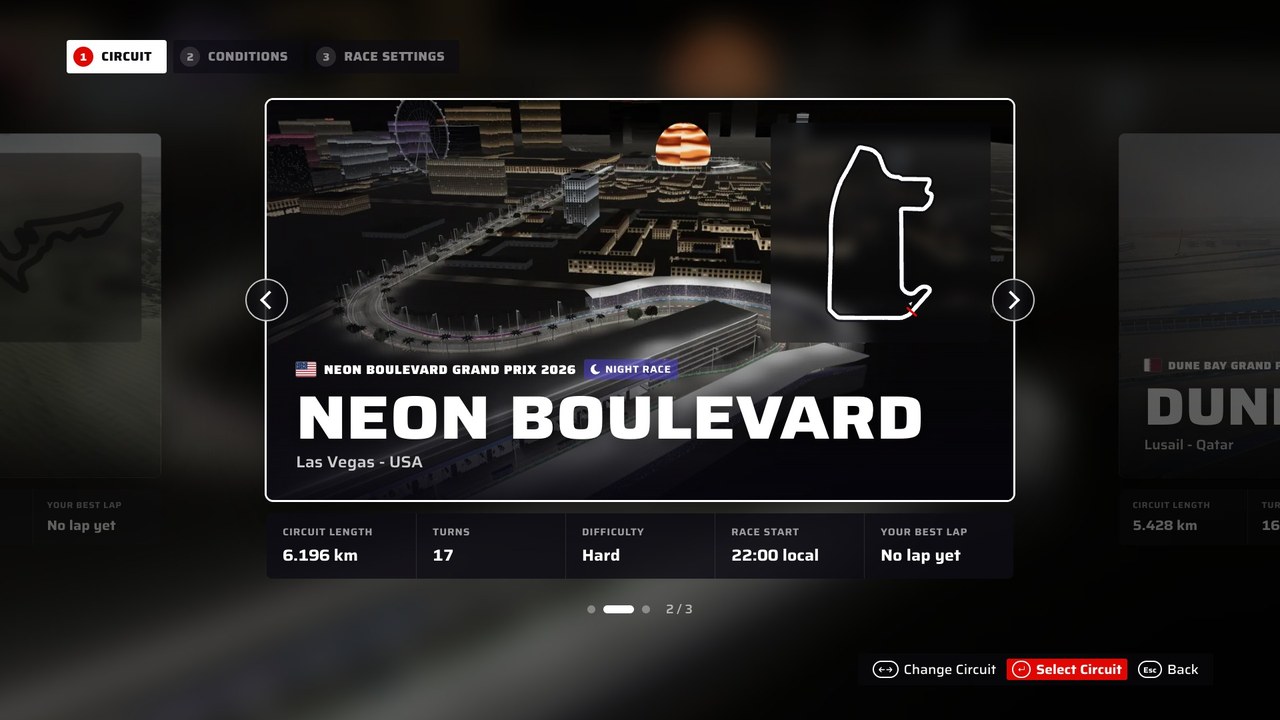 1 CIRCUIT
2 CONDITIONS
3 RACE SETTINGS
NEON BOULEVARD GRAND PRIX 2026
NIGHT RACE
NEON BOULEVARD
Las Vegas - USA
CIRCUIT LENGTH
6.196 km
TURNS
17
DIFFICULTY
Hard
RACE START
22:00 local
YOUR BEST LAP
No lap yet
YOUR BEST LAP
No lap yet
DUNE BAY GRAND P
DUN
Lusail - Qatar
CIRCUIT LENGTH
5.428 km
TUR
16
2 / 3
Change Circuit
Select Circuit
Esc Back